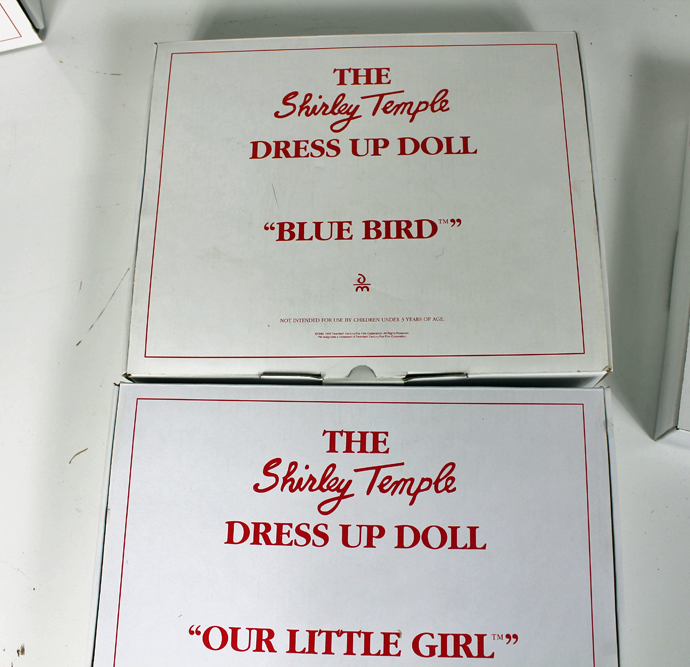 THE
Shirley Temple
DRESS UP DOLL
“BLUE BIRD™”
NOT INTENDED FOR USE BY CHILDREN UNDER 3 YEARS OF AGE.
THE
Shirley Temple
DRESS UP DOLL
“OUR LITTLE GIRL™”